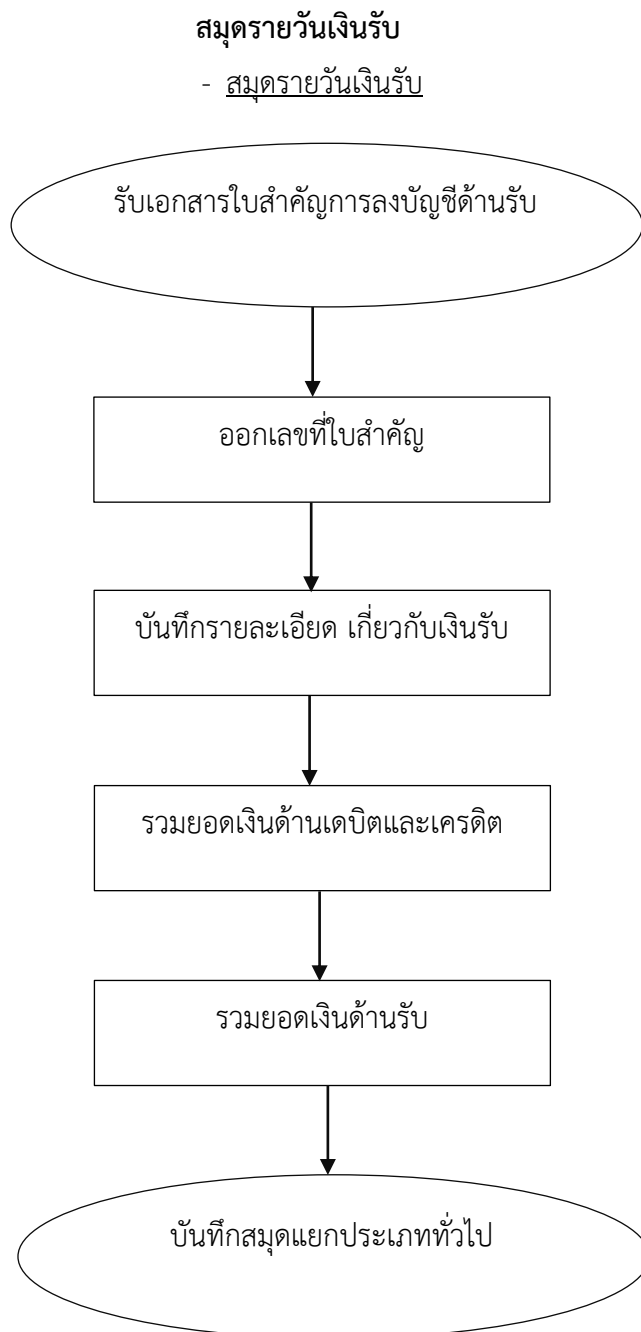 สมุดรายวันเงินรับ
- สมุดรายวันเงินรับ
รับเอกสารใบสำคัญการลงบัญชีด้านรับ
ออกเลขที่ใบสำคัญ
บันทึกรายละเอียด เกี่ยวกับเงินรับ
รวมยอดเงินด้านเดบิตและเครดิต
รวมยอดเงินด้านรับ
บันทึกสมุดแยกประเภททั่วไป